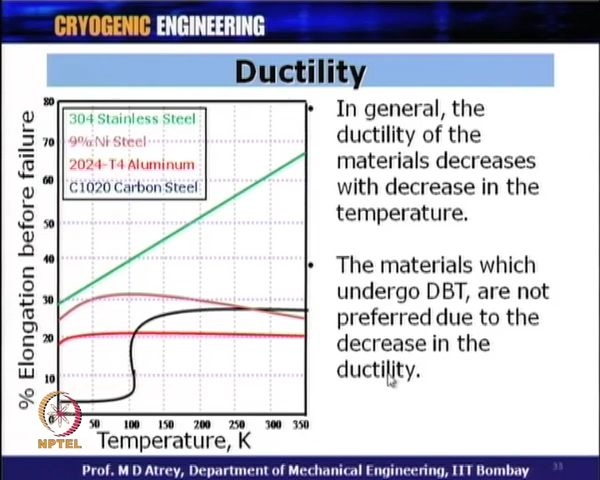 CRYOGENIC ENGINEERING
Ductility
% Elongation before failure
80
70
60
50
40
30
20
10
0
304 Stainless Steel
9% Ni Steel
2024-T4 Aluminum
C1020 Carbon Steel
50 100 150 200 250 300 350
Temperature, K
• In general, the
ductility of the
materials decreases
with decrease in the
temperature.
• The materials which
undergo DBT, are not
preferred due to the
decrease in the
ductility.
NPTEL
Prof. M D Atrey, Department of Mechanical Engineering, IIT Bombay
33